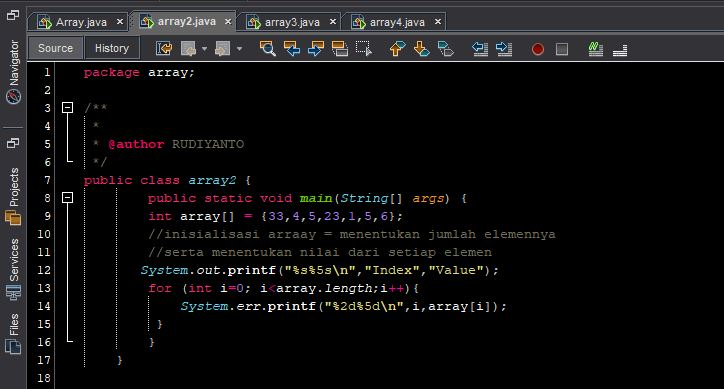 Array.java × array2.java × array3.java × array4.java ×
Source History
Navigator
Projects
Services
Files
1 package array;
2
3 /**
4 *
5 * @author RUDIYANTO
6 */
7 public class array2 {
8 public static void main(String[] args) {
9 int array[] = {33,4,5,23,1,5,6};
10 //inisialisasi arraay = menentukan jumlah elemennya
11 //serta menentukan nilai dari setiap elemen
12 System.out.printf("%s%5s\n","Index","Value");
13 for (int i=0; i<array.length;i++){
14 System.err.printf("%2d%5d\n",i,array[i]);
15 }
16 }
17 }
18